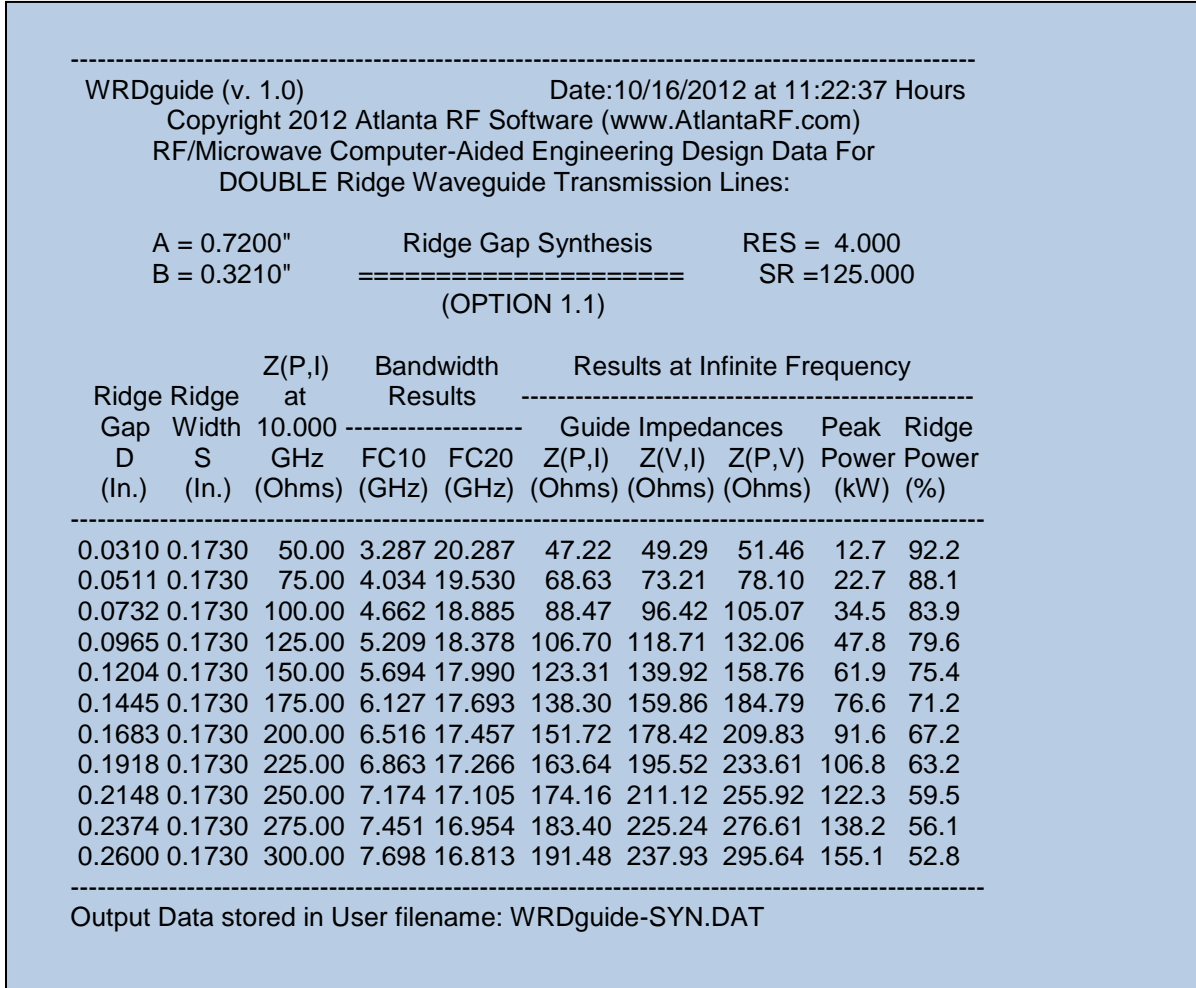 -----------------------------------------------------------------------------------------------------
WRDguide (v. 1.0) Date:10/16/2012 at 11:22:37 Hours
Copyright 2012 Atlanta RF Software (www.AtlantaRF.com)
RF/Microwave Computer-Aided Engineering Design Data For
DOUBLE Ridge Waveguide Transmission Lines:
A = 0.7200" Ridge Gap Synthesis RES = 4.000
B = 0.3210" ===================== SR =125.000
(OPTION 1.1)
Z(P,I) Bandwidth Results at Infinite Frequency
Ridge Ridge at Results --------------------------------------------------
Gap Width 10.000 -------------------- Guide Impedances Peak Ridge
D S GHz FC10 FC20 Z(P,I) Z(V,I) Z(P,V) Power Power
(In.) (In.) (Ohms) (GHz) (GHz) (Ohms) (Ohms) (Ohms) (kW) (%)
------------------------------------------------------------------------------------------------------
0.0310 0.1730 50.00 3.287 20.287 47.22 49.29 51.46 12.7 92.2
0.0511 0.1730 75.00 4.034 19.530 68.63 73.21 78.10 22.7 88.1
0.0732 0.1730 100.00 4.662 18.885 88.47 96.42 105.07 34.5 83.9
0.0965 0.1730 125.00 5.209 18.378 106.70 118.71 132.06 47.8 79.6
0.1204 0.1730 150.00 5.694 17.990 123.31 139.92 158.76 61.9 75.4
0.1445 0.1730 175.00 6.127 17.693 138.30 159.86 184.79 76.6 71.2
0.1683 0.1730 200.00 6.516 17.457 151.72 178.42 209.83 91.6 67.2
0.1918 0.1730 225.00 6.863 17.266 163.64 195.52 233.61 106.8 63.2
0.2148 0.1730 250.00 7.174 17.105 174.16 211.12 255.92 122.3 59.5
0.2374 0.1730 275.00 7.451 16.954 183.40 225.24 276.61 138.2 56.1
0.2600 0.1730 300.00 7.698 16.813 191.48 237.93 295.64 155.1 52.8
------------------------------------------------------------------------------------------------------
Output Data stored in User filename: WRDguide-SYN.DAT